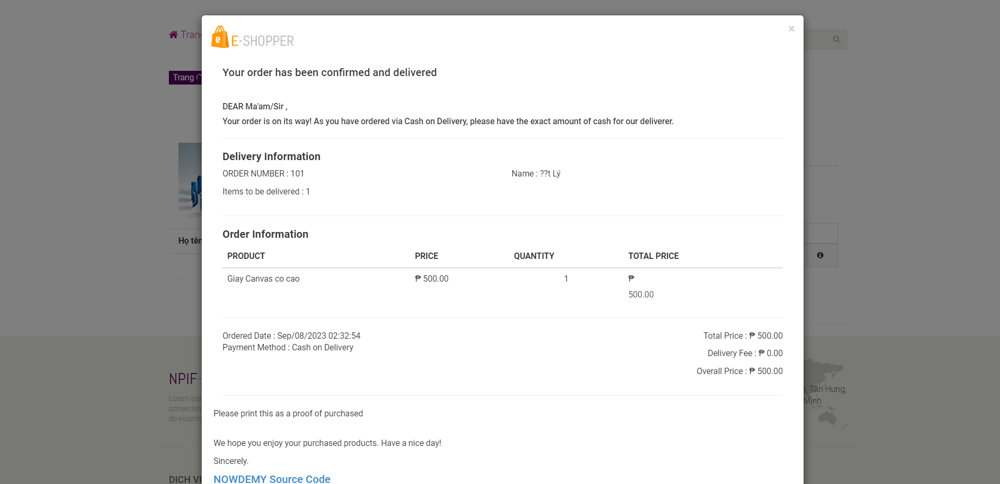 Trang
E-SHOPPER
×
Trang
Your order has been confirmed and delivered
DEAR Ma'am/Sir ,
Your order is on its way! As you have ordered via Cash on Delivery, please have the exact amount of cash for our deliverer.
Delivery Information
ORDER NUMBER : 101
Name : ??t Lý
Items to be delivered : 1
Order Information
Họ tên
PRODUCT PRICE QUANTITY TOTAL PRICE
Giay Canvas co cao ₱ 500.00 1 ₱
500.00
Ordered Date : Sep/08/2023 02:32:54
Total Price : ₱ 500.00
Payment Method : Cash on Delivery
Delivery Fee : ₱ 0.00
Overall Price : ₱ 500.00
NPIF
Tân Hưng,
Minh
Lorem
do
Please print this as a proof of purchased
We hope you enjoy your purchased products. Have a nice day!
Sincerely.
DỊCH
NOWDEMY Source Code